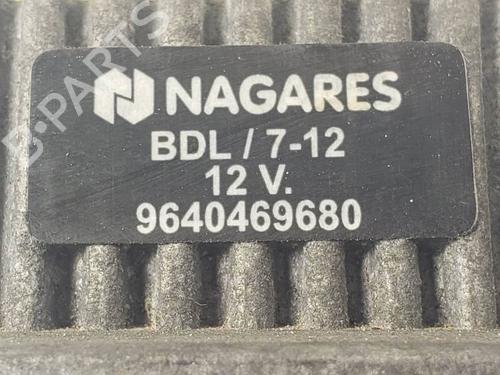 NAGARES
BDL / 7-12
12 V.
9640469680
B-PARTS